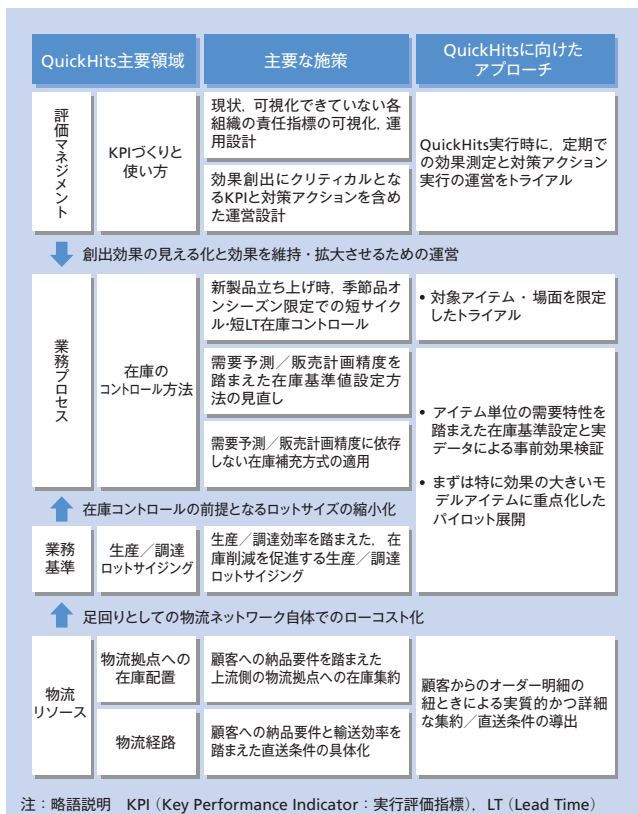 QuickHits主要領域
主要な施策
QuickHitsに向けた
アプローチ
評価マネジメント
KPIづくりと
使い方
現状，可視化できていない各
組織の責任指標の可視化，運
用設計
効果創出にクリティカルとな
るKPIと対策アクションを含め
た運営設計
QuickHits実行時に，定期で
の効果測定と対策アクション
実行の運営をトライアル
創出効果の見える化と効果を維持・拡大させるための運営
業務プロセス
在庫の
コントロール方法
新製品立ち上げ時，季節品オ
ンシーズン限定での短サイク
ル・短LT在庫コントロール
• 対象アイテム・場面を限定
したトライアル
需要予測／販売計画精度を
踏まえた在庫基準値設定方
法の見直し
需要予測／販売計画精度に依存
しない在庫補充方式の適用
• アイテム単位の需要特性を
踏まえた在庫基準設定と実
データによる事前効果検証
• まずは特に効果の大きいモ
デルアイテムに重点化した
パイロット展開
在庫コントロールの前提となるロットサイズの縮小化
業務
基準
生産／調達
ロットサイジング
生産／調達効率を踏まえた，在
庫削減を促進する生産／調達
ロットサイジング
足回りとしての物流ネットワーク自体でのローコスト化
物流
リソース
物流拠点への
在庫配置
顧客への納品要件を踏まえた
上流側の物流拠点への在庫集約
物流経路
顧客への納品要件と輸送効率を
踏まえた直送条件の具体化
顧客からのオーダー明細の
紐ときによる実質的かつ詳細
な集約／直送条件の導出
注：略語説明　KPI（Key Performance Indicator：実行評価指標），LT（Lead Time）